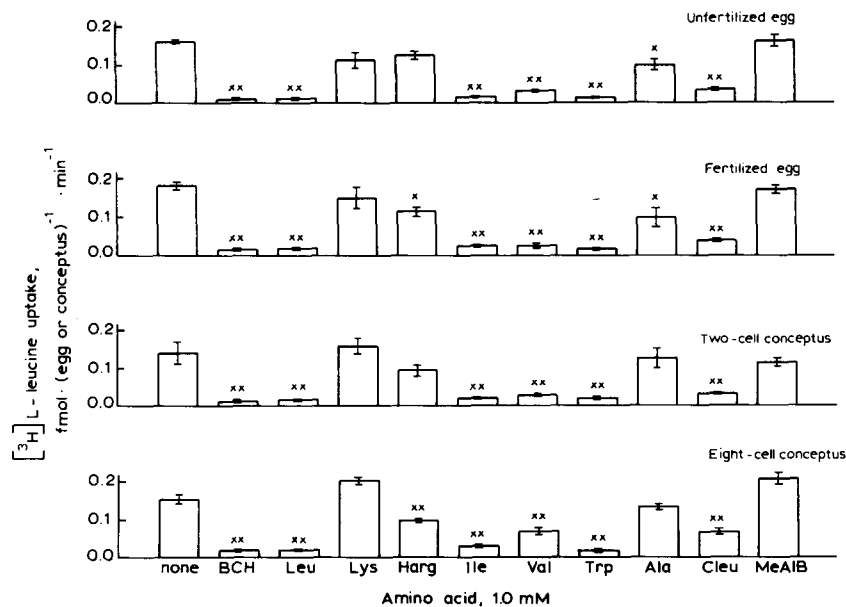 Unfertilized egg
0.2
0.1
0.0
xx xx xx xx xx x xx
Fertilized egg
0.2
0.1
0.0
xx xx x xx xx xx x xx
Two-cell conceptus
0.2
0.1
0.0
xx xx xx xx xx xx
Eight-cell conceptus
0.2
0.1
0.0
xx xx xx xx xx xx xx
none BCH Leu Lys Harg Ile Val Trp Ala Cleu MeAIB
Amino acid, 1.0 mM
[³H] L-leucine uptake,
fmol · (egg or conceptus)⁻¹ · min⁻¹